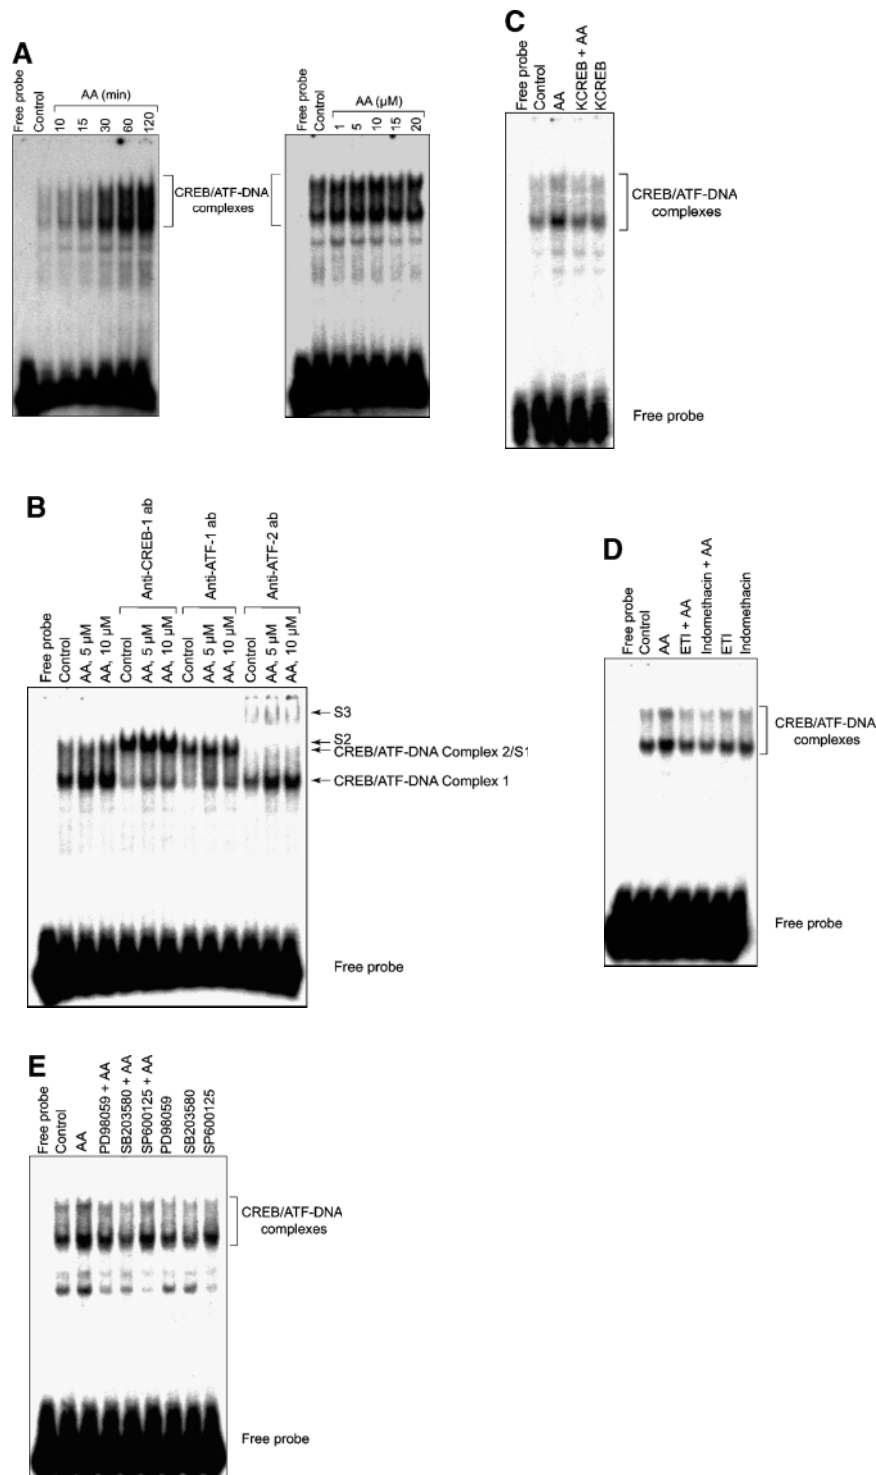 A
Free probe
Control
AA (min)
10
15
30
60
120
CREB/ATF-DNA
complexes
Free probe
Control
AA (µM)
1
5
10
15
20
C
Free probe
Control
AA
KCREB + AA
KCREB
CREB/ATF-DNA
complexes
Free probe
B
Anti-CREB-1 ab
Anti-ATF-1 ab
Anti-ATF-2 ab
Free probe
Control
AA, 5 µM
AA, 10 µM
Control
AA, 5 µM
AA, 10 µM
Control
AA, 5 µM
AA, 10 µM
Control
AA, 5 µM
AA, 10 µM
S3
S2
CREB/ATF-DNA Complex 2/S1
CREB/ATF-DNA Complex 1
Free probe
D
Free probe
Control
AA
ETI + AA
Indomethacin + AA
ETI
Indomethacin
CREB/ATF-DNA
complexes
Free probe
E
Free probe
Control
AA
PD98059 + AA
SB203580 + AA
SP600125 + AA
PD98059
SB203580
SP600125
CREB/ATF-DNA
complexes
Free probe